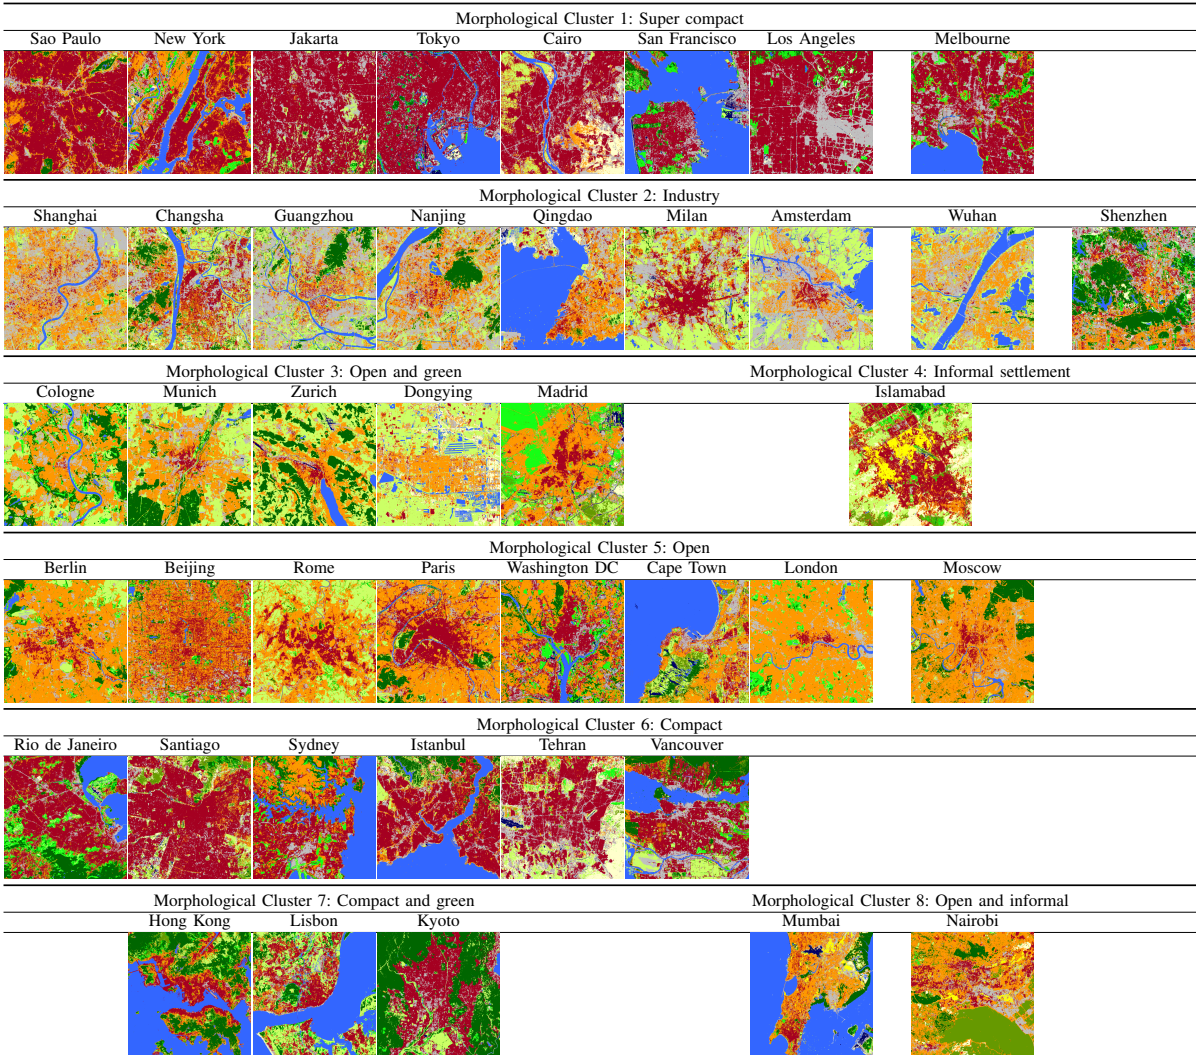 Morphological Cluster 1: Super compact
Sao Paulo New York Jakarta Tokyo Cairo San Francisco Los Angeles Melbourne
Morphological Cluster 2: Industry
Shanghai Changsha Guangzhou Nanjing Qingdao Milan Amsterdam Wuhan Shenzhen
Morphological Cluster 3: Open and green Morphological Cluster 4: Informal settlement
Cologne Munich Zurich Dongying Madrid Islamabad
Morphological Cluster 5: Open
Berlin Beijing Rome Paris Washington DC Cape Town London Moscow
Morphological Cluster 6: Compact
Rio de Janeiro Santiago Sydney Istanbul Tehran Vancouver
Morphological Cluster 7: Compact and green Morphological Cluster 8: Open and informal
Hong Kong Lisbon Kyoto Mumbai Nairobi